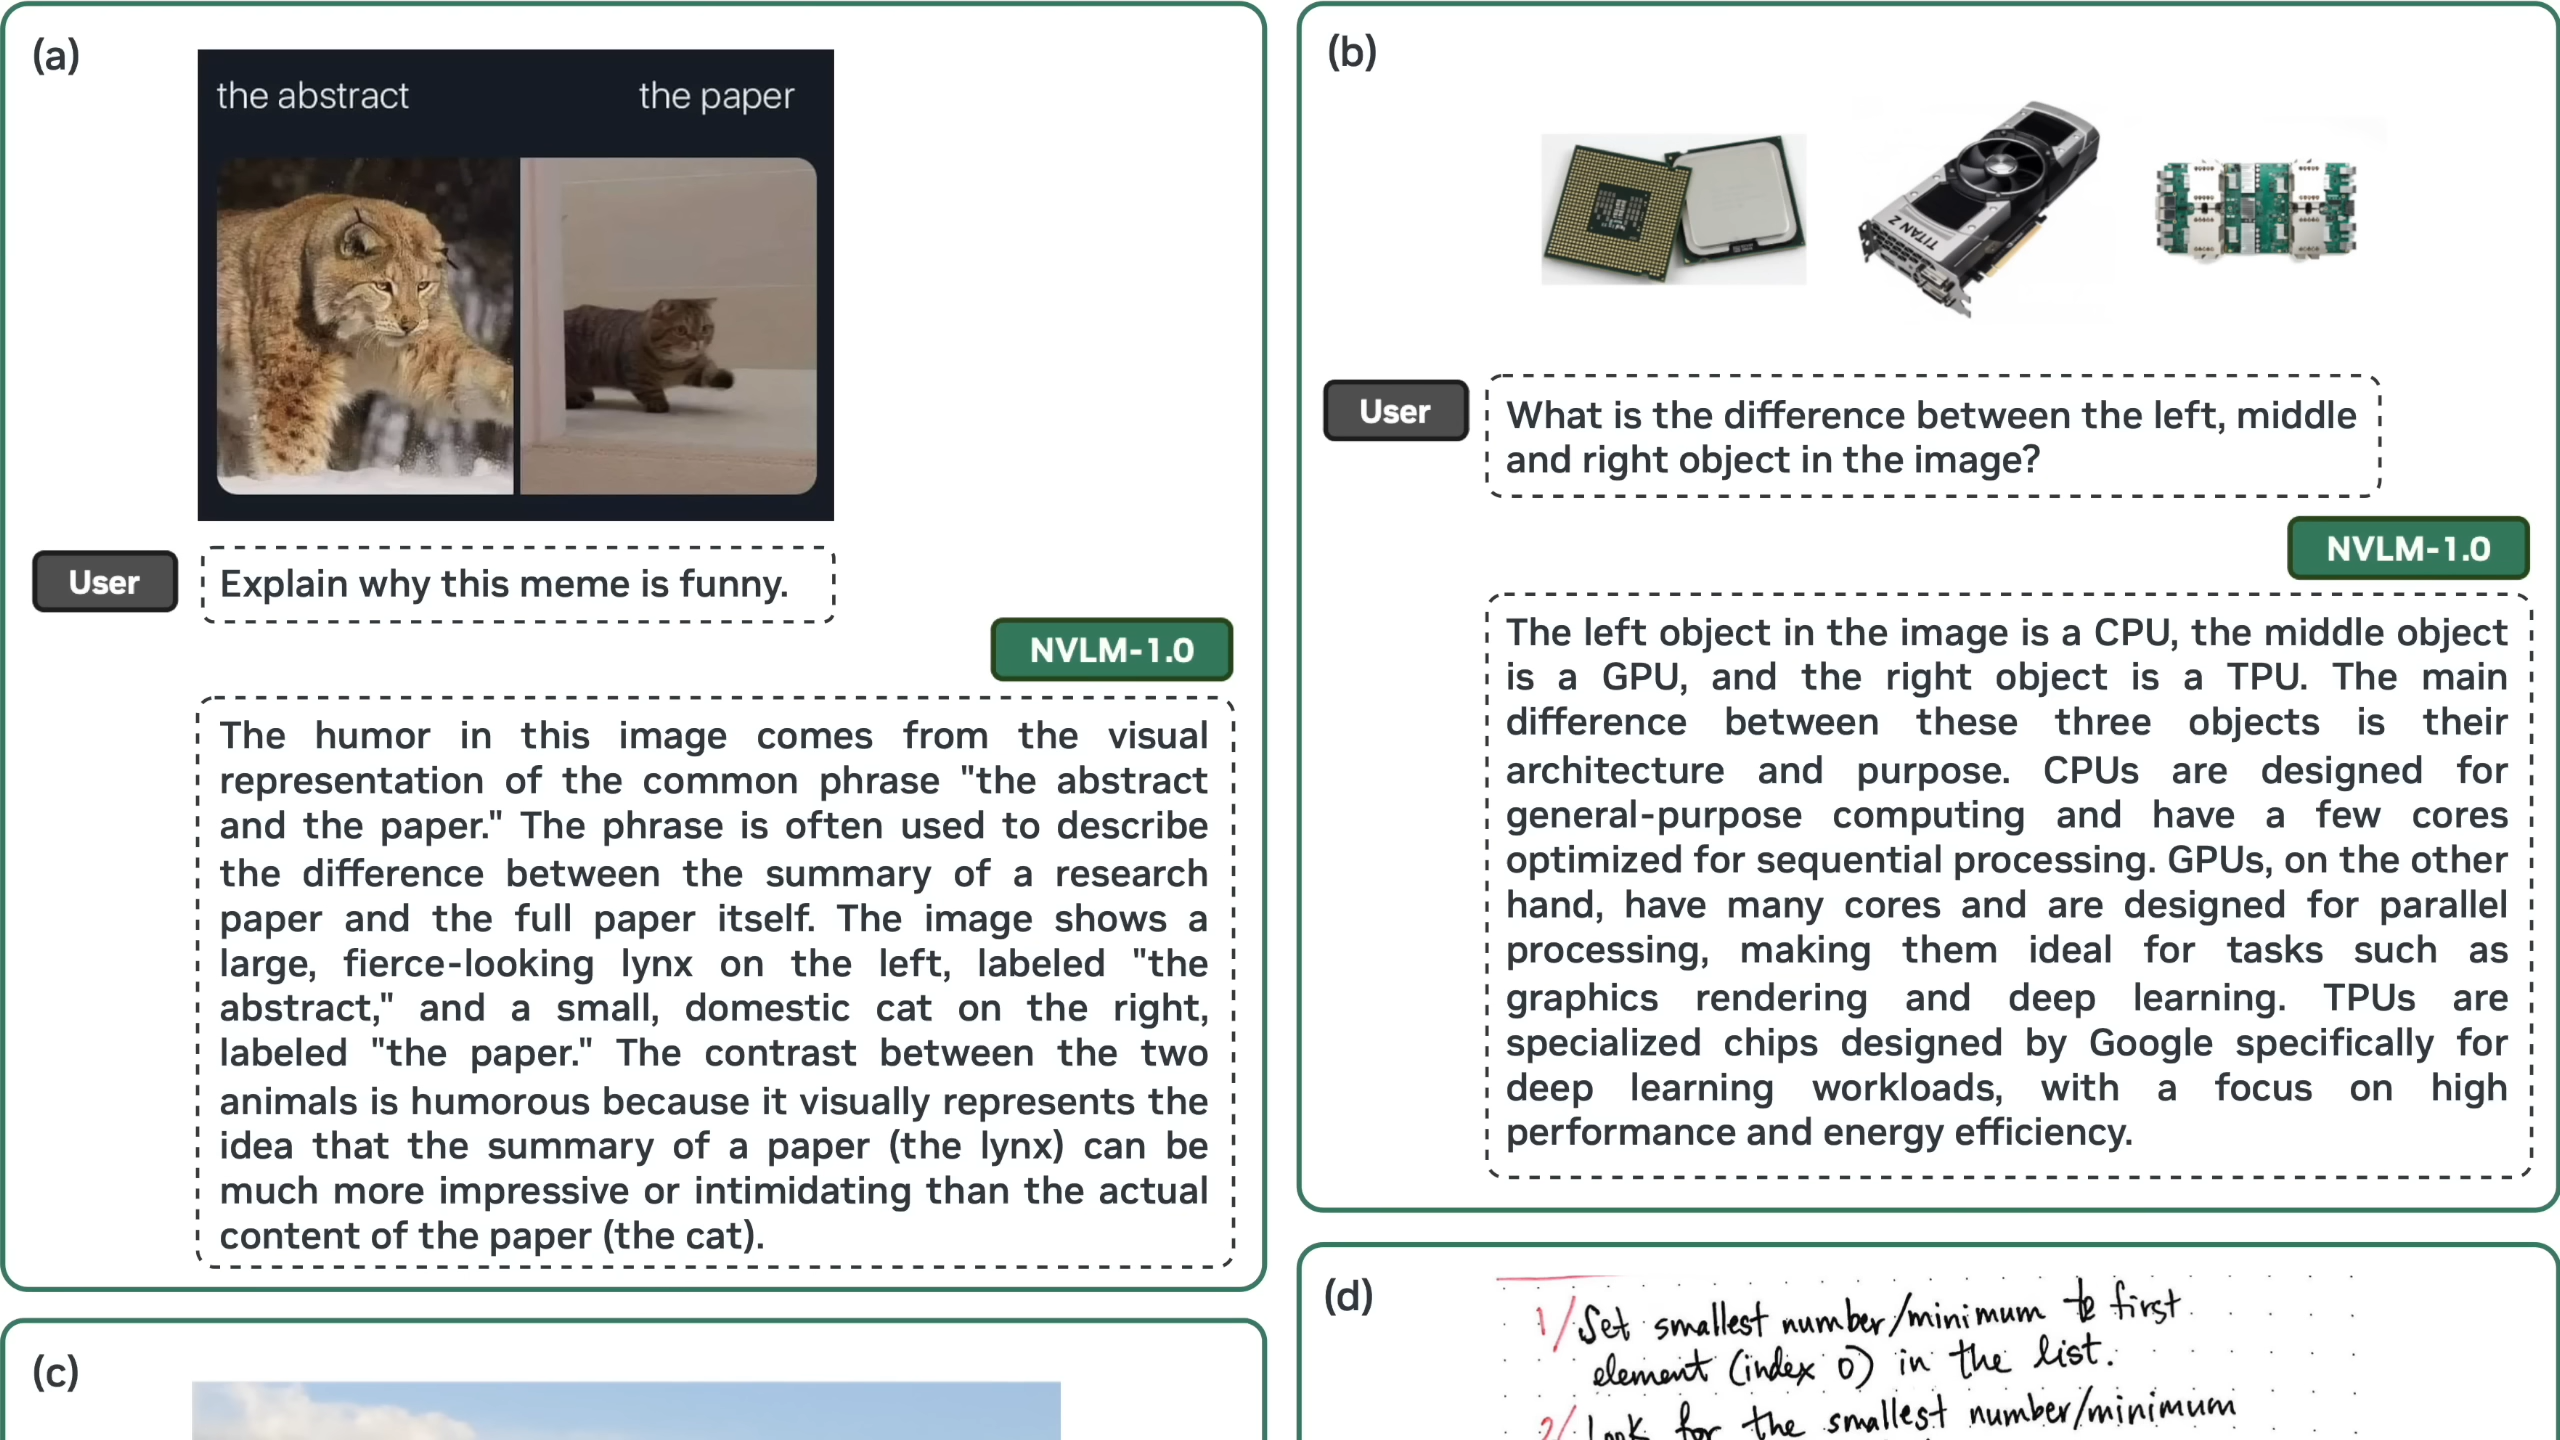 (a)
the abstract
the paper
User
Explain why this meme is funny.
NVLM-1.0
The humor in this image comes from the visual
representation of the common phrase "the abstract
and the paper." The phrase is often used to describe
the difference between the summary of a research
paper and the full paper itself. The image shows a
large, fierce-looking lynx on the left, labeled "the
abstract," and a small, domestic cat on the right,
labeled "the paper." The contrast between the two
animals is humorous because it visually represents the
idea that the summary of a paper (the lynx) can be
much more impressive or intimidating than the actual
content of the paper (the cat).
(b)
TITAN Z
User
What is the difference between the left, middle
and right object in the image?
NVLM-1.0
The left object in the image is a CPU, the middle object
is a GPU, and the right object is a TPU. The main
difference between these three objects is their
architecture and purpose. CPUs are designed for
general-purpose computing and have a few cores
optimized for sequential processing. GPUs, on the other
hand, have many cores and are designed for parallel
processing, making them ideal for tasks such as
graphics rendering and deep learning. TPUs are
specialized chips designed by Google specifically for
deep learning workloads, with a focus on high
performance and energy efficiency.
(c)
(d)
1/ Set smallest number/minimum to first
element (index 0) in the list.
2/ Look for the smallest number/minimum